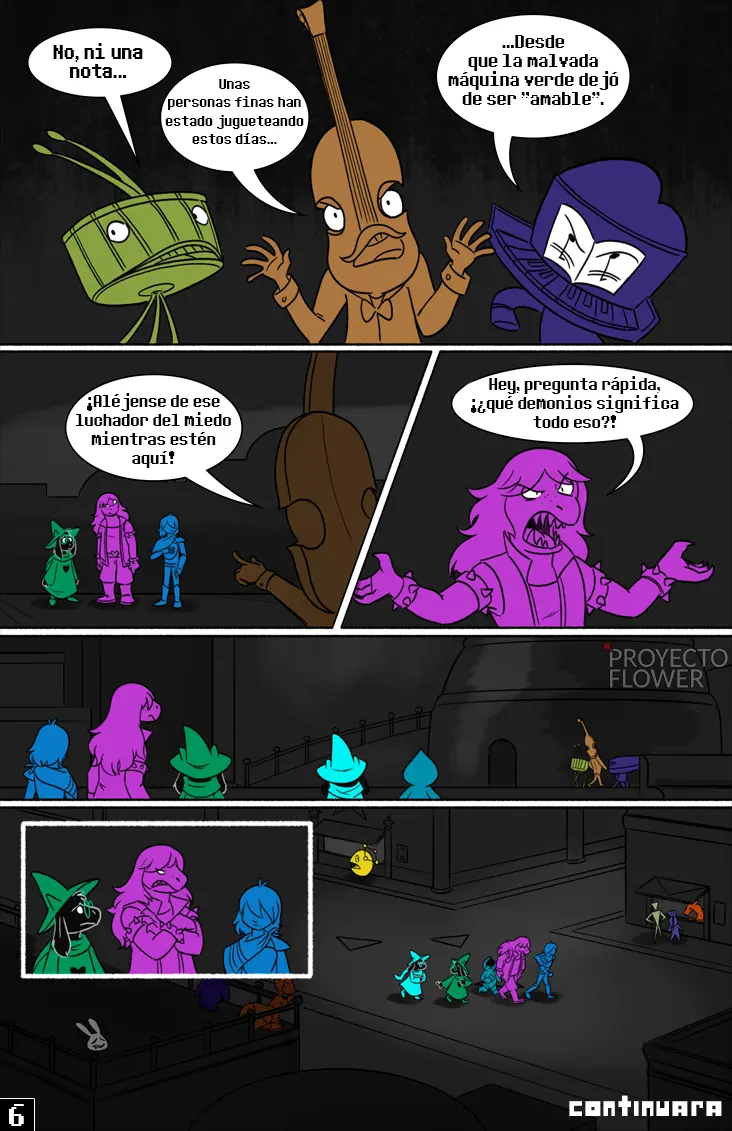 No, ni una
nota...
Unas
personas finas han
estado jugueteando
estos días...
...Desde
que la malvada
máquina verde dejó
de ser "amable".
¡Aléjense de ese
luchador del miedo
mientras estén
aquí!
Hey, pregunta rápida,
¡¿qué demonios significa
todo eso?!
PROYECTO
FLOWER
6
continuara